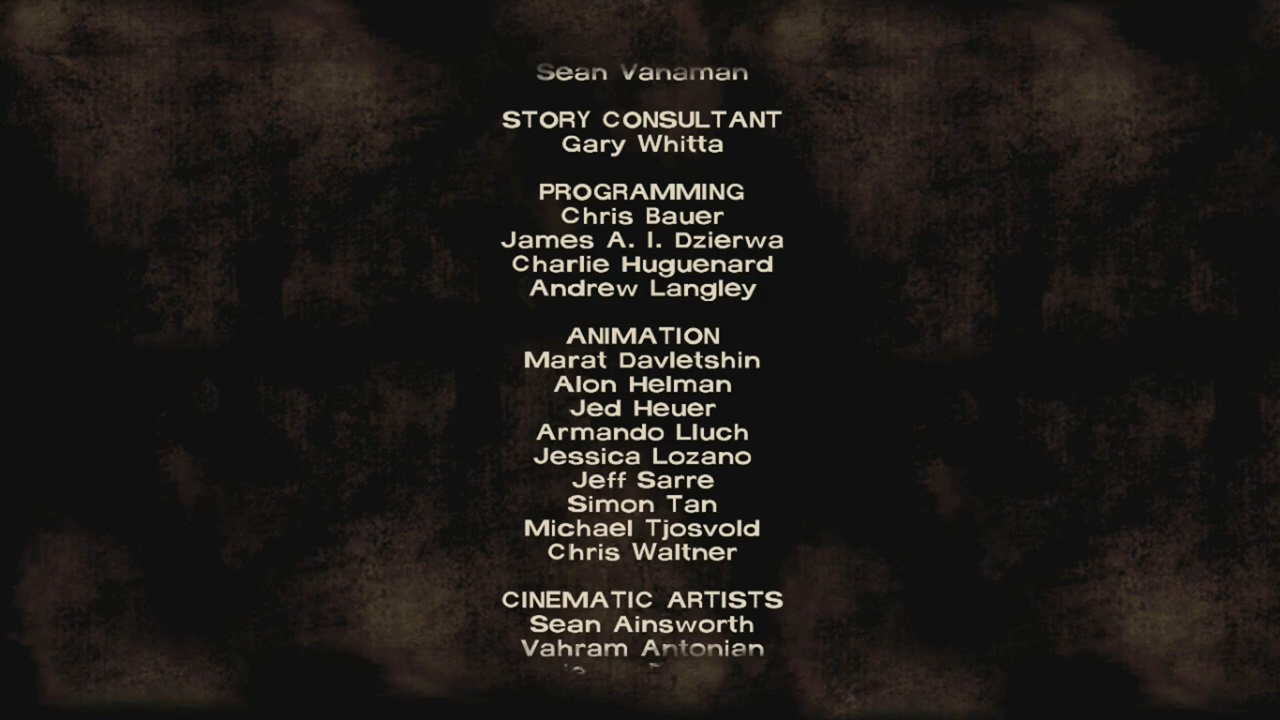 Sean Vanaman
STORY CONSULTANT
Gary Whitta
PROGRAMMING
Chris Bauer
James A. I. Dzierwa
Charlie Huguenard
Andrew Langley
ANIMATION
Marat Davletshin
Alon Helman
Jed Heuer
Armando Lluch
Jessica Lozano
Jeff Sarre
Simon Tan
Michael Tjosvold
Chris Waltner
CINEMATIC ARTISTS
Sean Ainsworth
Vahram Antonian